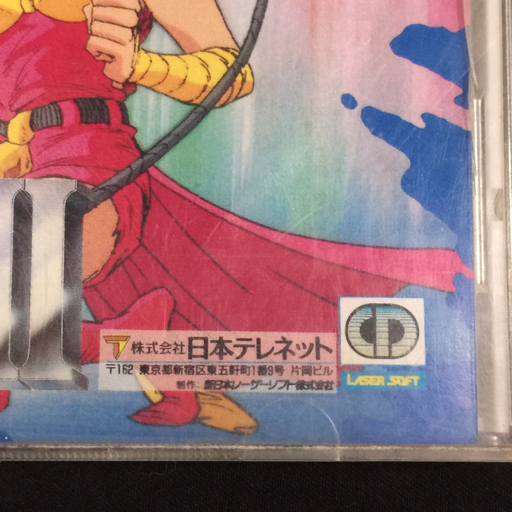 III
株式会社 日本テレネット
〒162 東京都新宿区東五軒町1番9号 片岡ビル
制作：新日本レーザーソフト株式会社
LASER SOFT